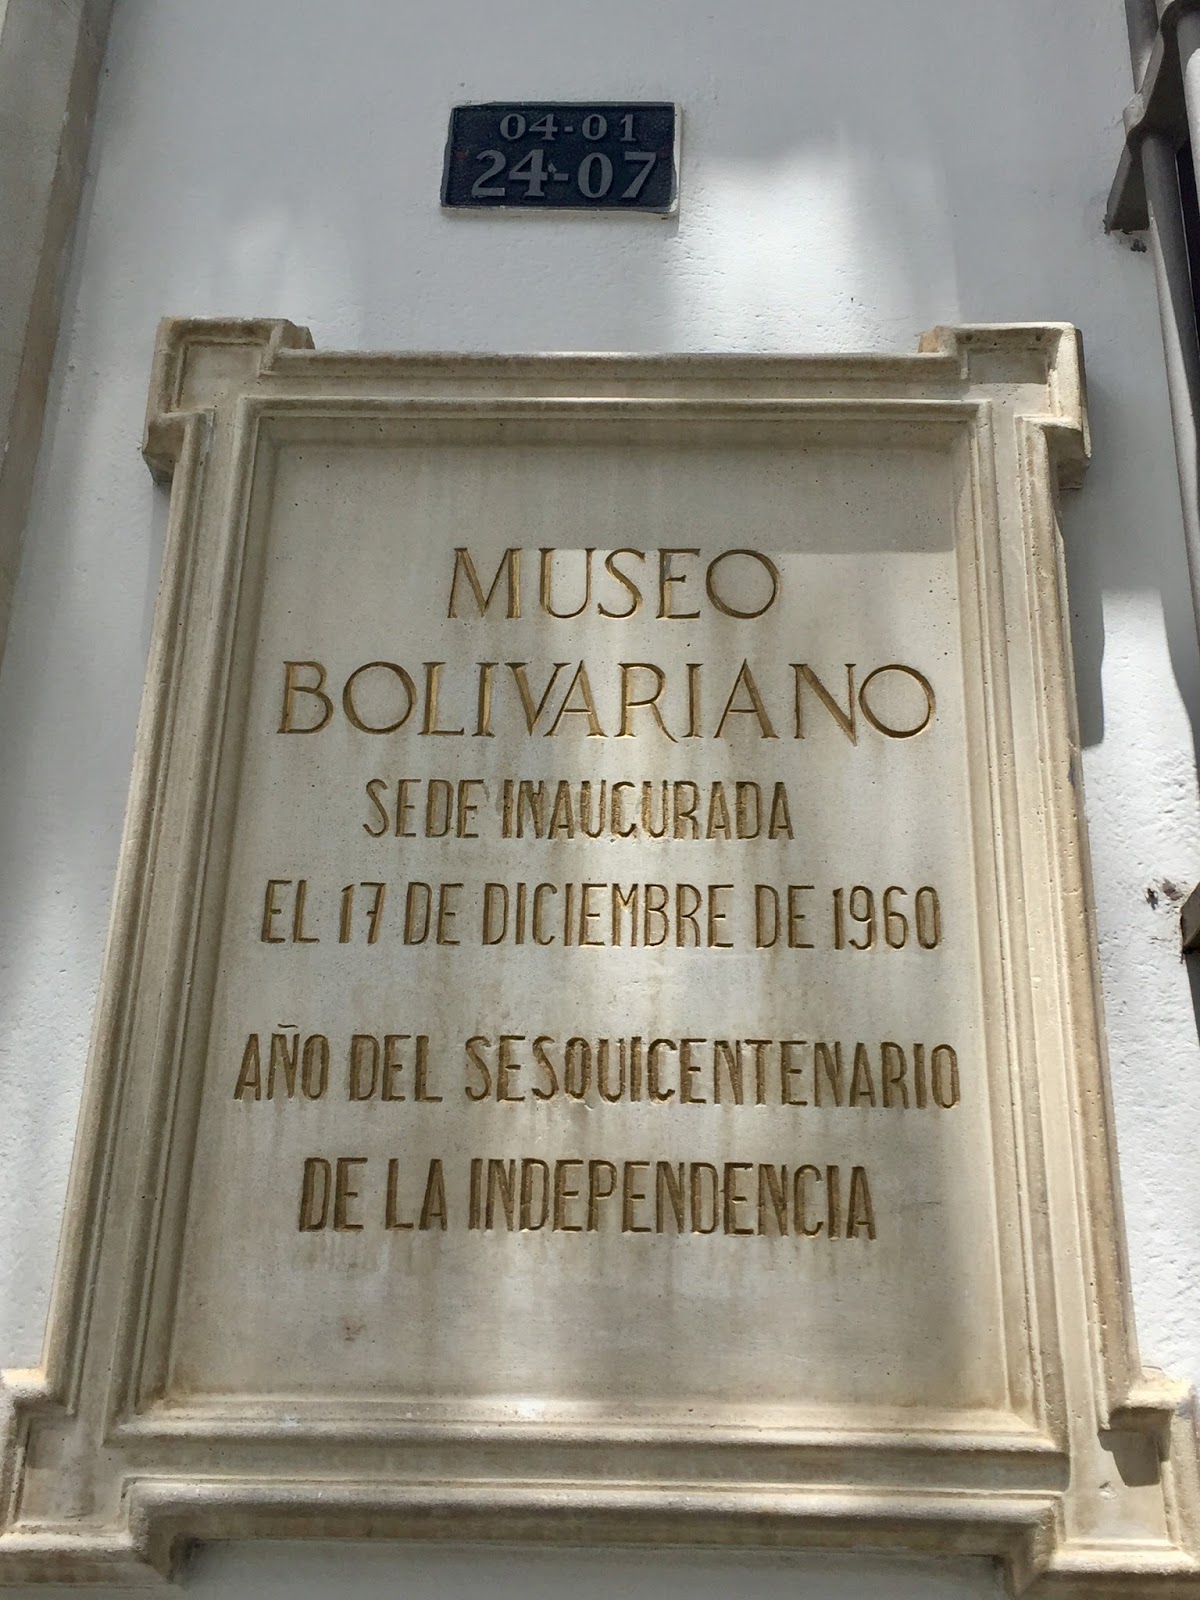 04-01
24-07
MUSEO
BOLIVARIANO
SEDE INAUCURADA
EL 17 DE DICIEMBRE DE 1960
AÑO DEL SESQUICENTENARIO
DE LA INDEPENDENCIA